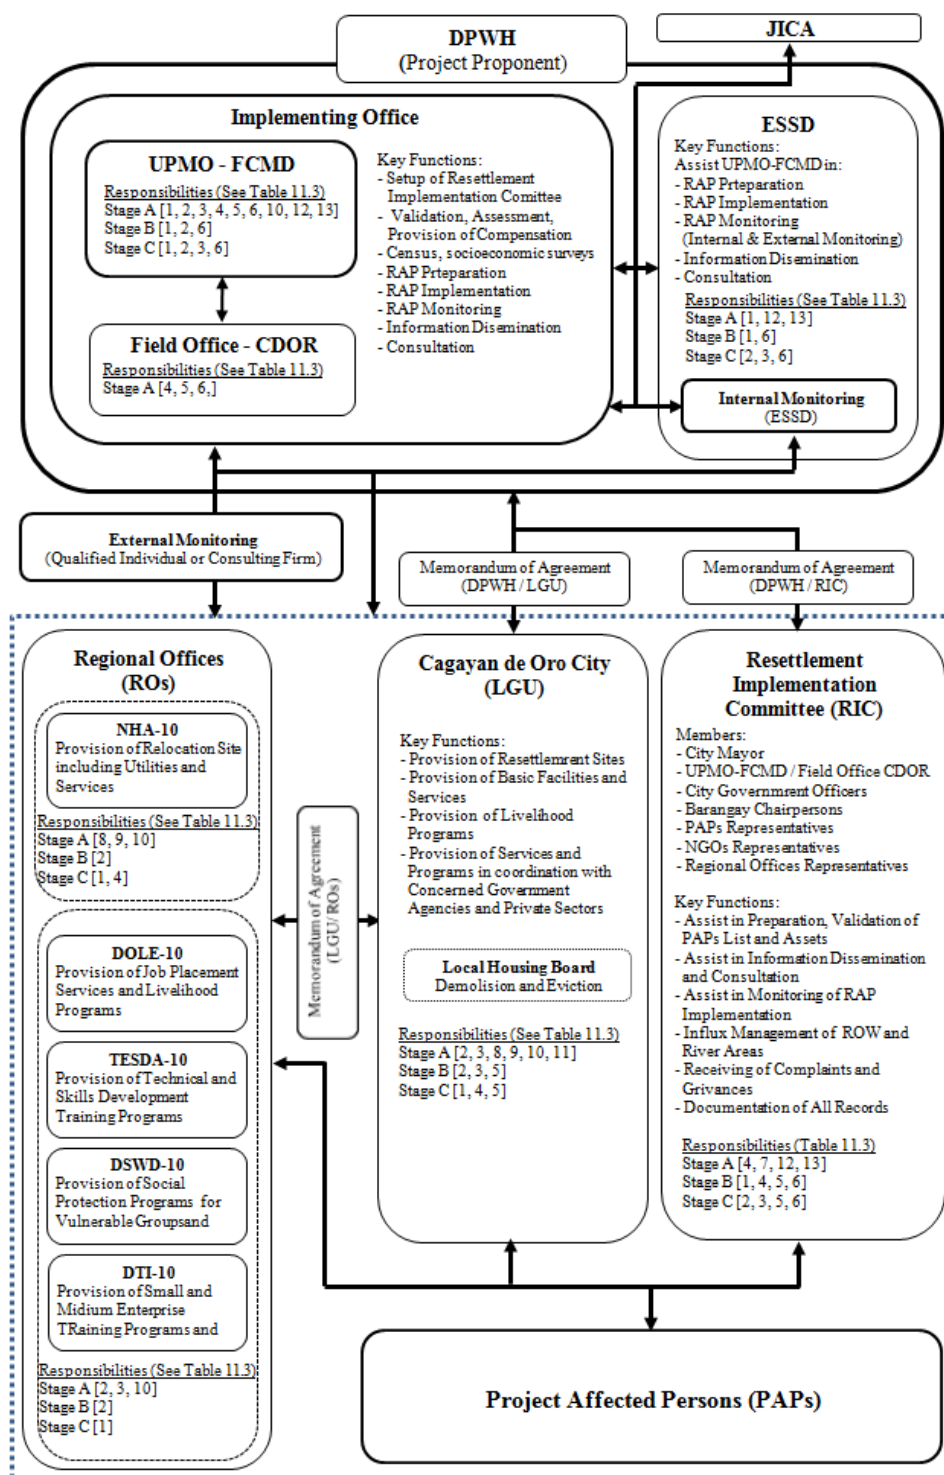 DPWH
(Project Proponent)
JICA
Implementing Office
UPMO - FCMD
Responsibilities (See Table 11.3)
Stage A [1, 2, 3, 4, 5, 6, 10, 12, 13]
Stage B [1, 2, 6]
Stage C [1, 2, 3, 6]
Field Office - CDOR
Responsibilities (See Table 11.3)
Stage A [4, 5, 6,]
Key Functions:
- Setup of Resettlement
Implementation Comittee
- Validation, Assessment,
Provision of Compensation
- Census, socioeconomic surveys
- RAP Prteparation
- RAP Implementation
- RAP Monitoring
- Information Disemination
- Consultation
ESSD
Key Functions:
Assist UPMO-FCMD in:
- RAP Prteparation
- RAP Implementation
- RAP Monitoring
(Internal & External Monitoring)
- Information Disemination
- Consultation
Responsibilities (See Table 11.3)
Stage A [1, 12, 13]
Stage B [1, 6]
Stage C [2, 3, 6]
Internal Monitoring
(ESSD)
External Monitoring
(Qualified Individual or Consulting Firm)
Memorandum of Agreement
(DPWH / LGU)
Memorandum of Agreement
(DPWH / RIC)
Regional Offices
(ROs)
NHA-10
Provision of Relocation Site
including Utilities and
Services
Responsibilities (See Table 11.3)
Stage A [8, 9, 10]
Stage B [2]
Stage C [1, 4]
DOLE-10
Provision of Job Placement
Services and Livelihood
Programs
TESDA-10
Provision of Technical and
Skills Development
Training Programs
DSWD-10
Provision of Social
Protection Programs for
Vulnerable Groupsand
DTI-10
Provision of Small and
Midium Enterprise
TRaining Programs and
Responsibilities (See Table 11.3)
Stage A [2, 3, 10]
Stage B [2]
Stage C [1]
Memorandum of Agreement
(LGU/ ROs)
Cagayan de Oro City
(LGU)
Key Functions:
- Provision of Resettlemrent Sites
- Provision of Basic Facilities and
Services
- Provision of Livelihood
Programs
- Provision of Services and
Programs in coordination with
Concerned Government
Agencies and Private Sectors
Local Housing Board
Demolision and Eviction
Responsibilities (See Table 11.3)
Stage A [2, 3, 8, 9, 10, 11]
Stage B [2, 3, 5]
Stage C [1, 4, 5]
Resettlement
Implementation
Committee (RIC)
Members:
- City Mayor
- UPMO-FCMD / Field Office CDOR
- City Government Officers
- Barangay Chairpersons
- PAPs Representatives
- NGOs Representatives
- Regional Offices Representatives
Key Functions:
- Assist in Preparation, Validation of
PAPs List and Assets
- Assist in Information Dissemination
and Consultation
- Assist in Monitoring of RAP
Implementation
- Influx Management of ROW and
River Areas
- Receiving of Complaints and
Grivances
- Documentation of All Records
Responsibilities (Table 11.3)
Stage A [4, 7, 12, 13]
Stage B [1, 4, 5, 6]
Stage C [2, 3, 5, 6]
Project Affected Persons (PAPs)